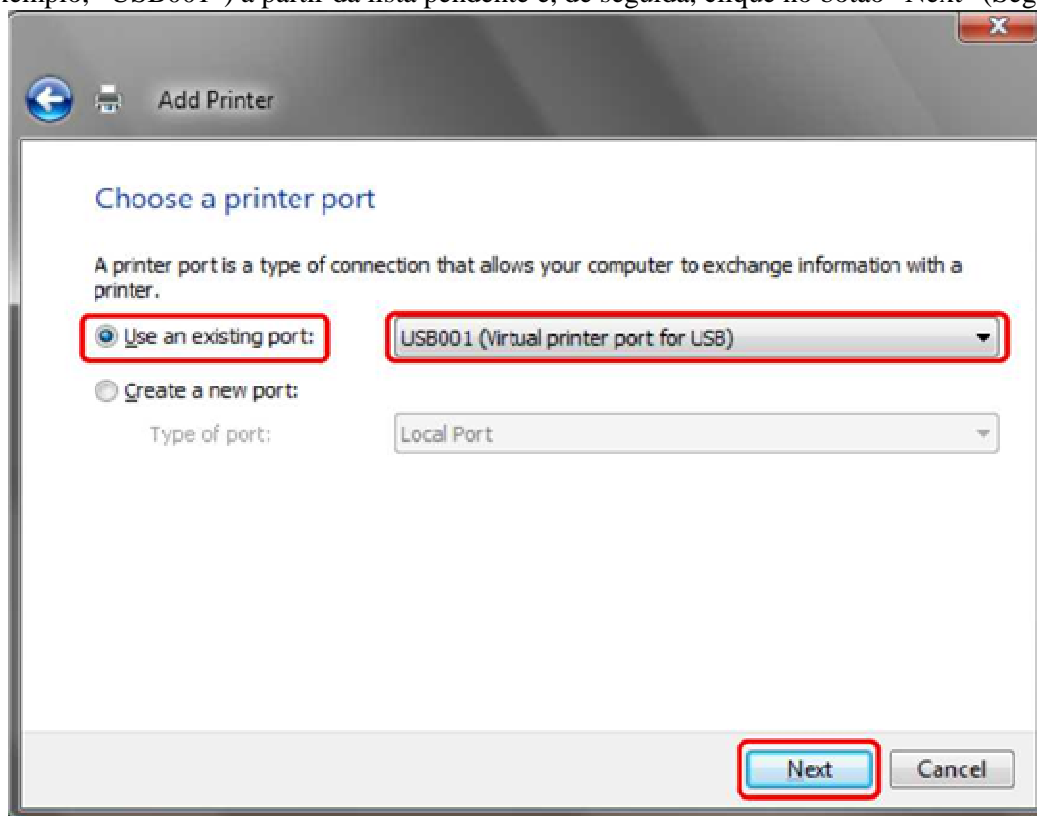 emplo, "USB001") a partir da lista pendente e, de seguida, clique no botão "Next" (Seg
Add Printer
Choose a printer port
A printer port is a type of connection that allows your computer to exchange information with a
printer.
Use an existing port: USB001 (Virtual printer port for USB)
Create a new port:
Type of port: Local Port
Next Cancel